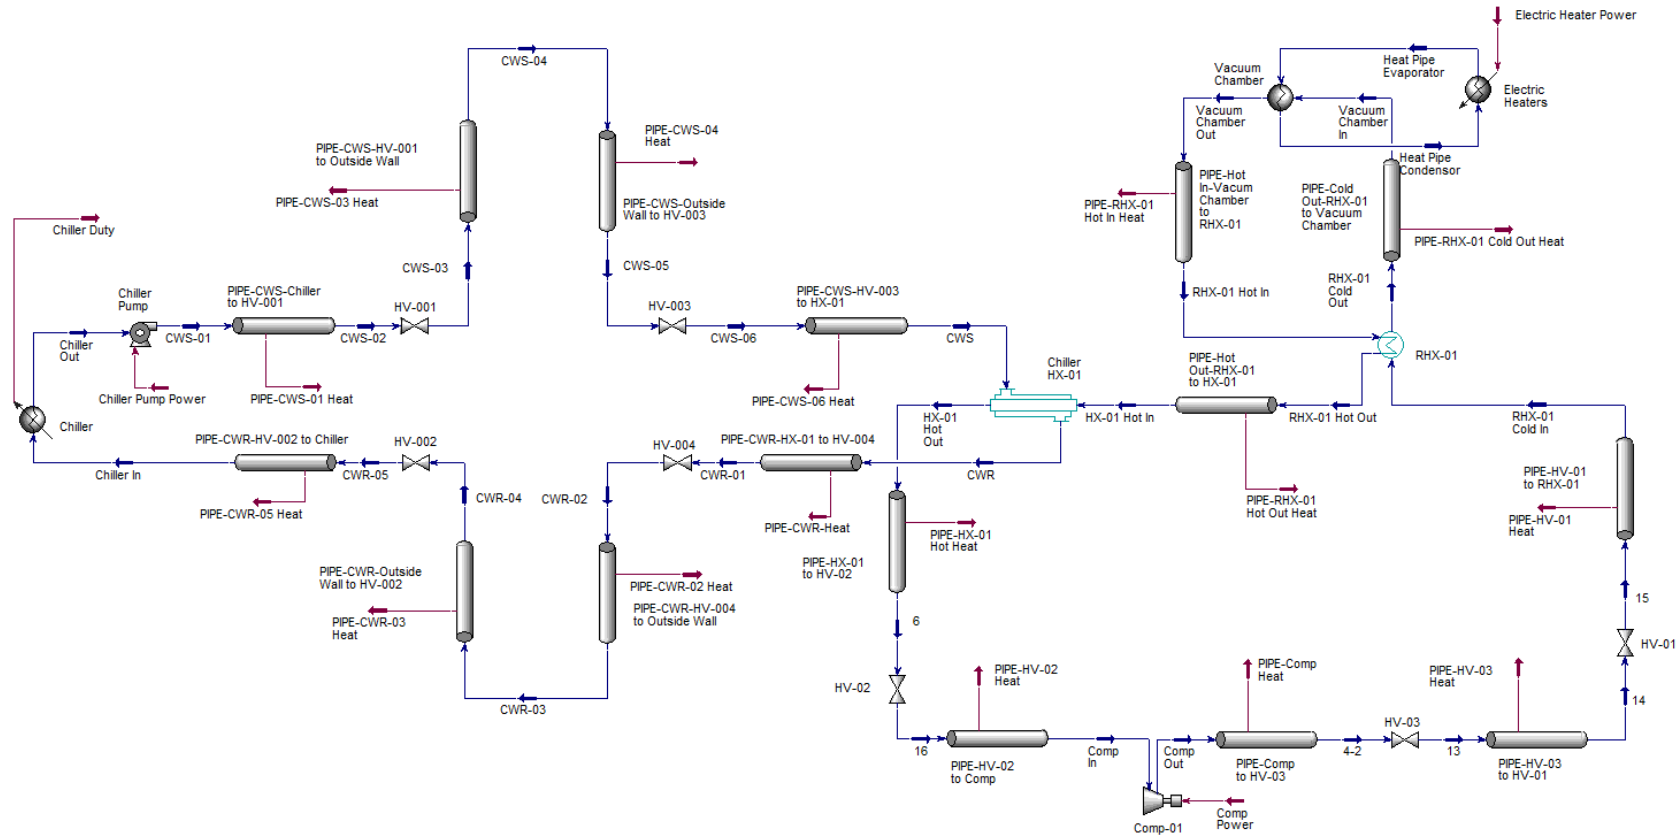 Electric Heater Power
CWS-04
Heat Pipe
Evaporator
Vacuum
Chamber
Electric
Heaters
Vacuum
Chamber
Out
Vacuum
Chamber
In
PIPE-CWS-HV-001
to Outside Wall
PIPE-CWS-04
Heat
Heat Pipe
Condensor
PIPE-CWS-03 Heat
PIPE-CWS-Outside
Wall to HV-003
PIPE-Hot
In-Vacum
Chamber
to
RHX-01
PIPE-RHX-01
Hot In Heat
PIPE-Cold
Out-RHX-01
to Vacuum
Chamber
PIPE-RHX-01 Cold Out Heat
Chiller Duty
CWS-03
CWS-05
RHX-01 Hot In
RHX-01
Cold
Out
Chiller
Pump
PIPE-CWS-Chiller
to HV-001
HV-001
HV-003
PIPE-CWS-HV-003
to HX-01
Chiller
Out
CWS-01
CWS-02
CWS-06
CWS
RHX-01
Chiller
HX-01
PIPE-Hot
Out-RHX-01
to HX-01
Chiller Pump Power
PIPE-CWS-01 Heat
PIPE-CWS-06 Heat
HX-01
Hot
Out
HX-01 Hot In
RHX-01 Hot Out
RHX-01
Cold In
Chiller
PIPE-CWR-HV-002 to Chiller
HV-002
HV-004
PIPE-CWR-HX-01 to HV-004
Chiller In
CWR-05
CWR-01
CWR
PIPE-HV-01
to RHX-01
CWR-04
CWR-02
PIPE-CWR-05 Heat
PIPE-CWR-Heat
PIPE-RHX-01
Hot Out Heat
PIPE-HV-01
Heat
PIPE-HX-01
Hot Heat
PIPE-HX-01
to HV-02
PIPE-CWR-Outside
Wall to HV-002
PIPE-CWR-02 Heat
PIPE-CWR-HV-004
to Outside Wall
PIPE-CWR-03
Heat
15
6
HV-01
PIPE-HV-02
Heat
PIPE-Comp
Heat
PIPE-HV-03
Heat
HV-02
CWR-03
14
HV-03
16
Comp
In
Comp
Out
4-2
13
PIPE-HV-02
to Comp
PIPE-Comp
to HV-03
PIPE-HV-03
to HV-01
Comp-01
Comp
Power